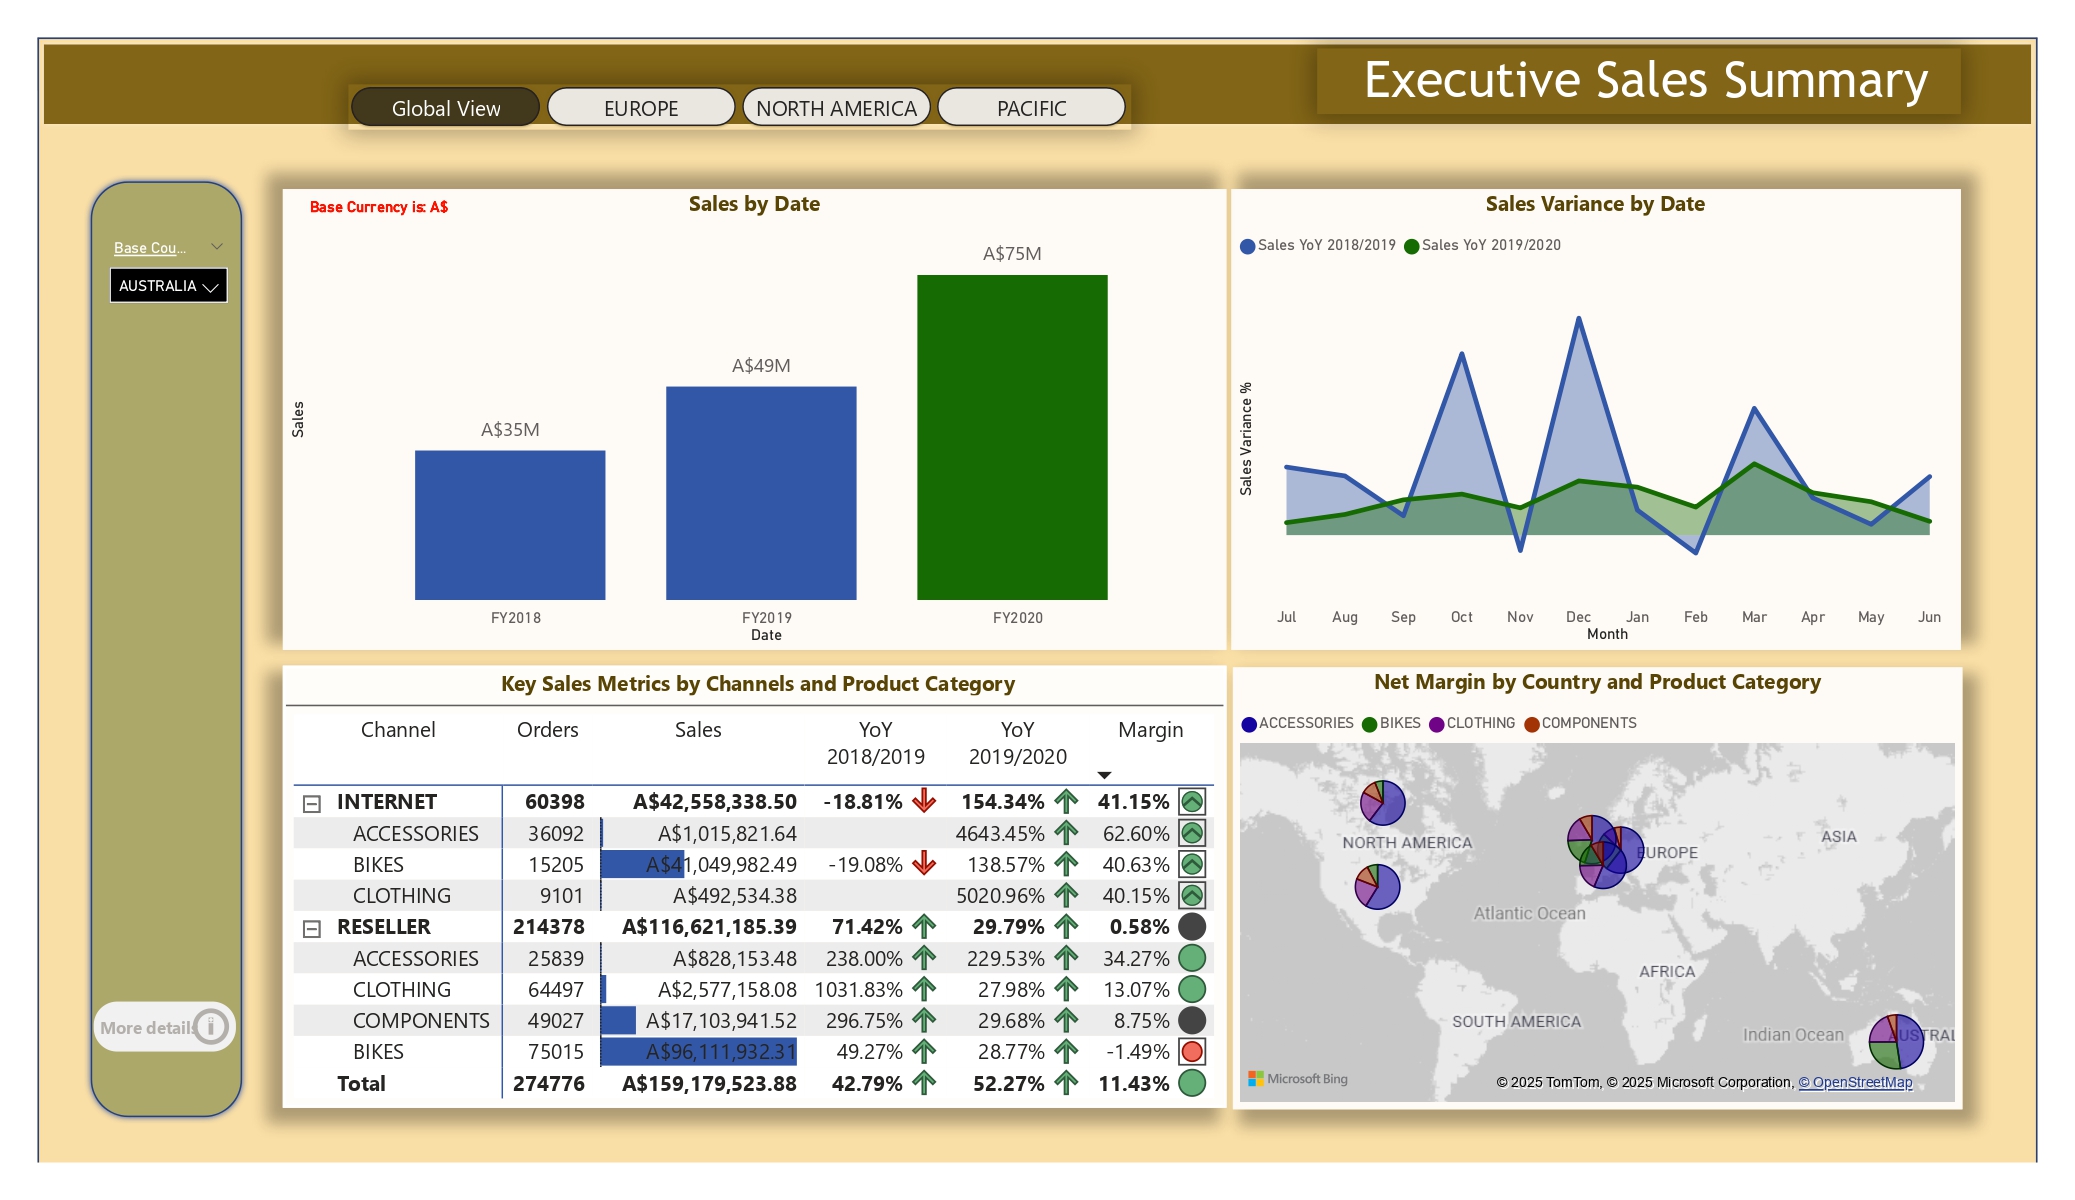 Executive Sales Summary
Global View
EUROPE
NORTH AMERICA
PACIFIC
Base Cou...
AUSTRALIA
More details
Base Currency is: A$
Sales by Date
A$75M
A$49M
A$35M
Sales
FY2018
FY2019
FY2020
Date
Sales Variance by Date
Sales YoY 2018/2019
Sales YoY 2019/2020
Sales Variance %
Jul Aug Sep Oct Nov Dec Jan Feb Mar Apr May Jun
Month
Key Sales Metrics by Channels and Product Category
Channel Orders Sales YoY 2018/2019 YoY 2019/2020 Margin
INTERNET 60398 A$42,558,338.50 -18.81% 154.34% 41.15%
ACCESSORIES 36092 A$1,015,821.64 4643.45% 62.60%
BIKES 15205 A$41,049,982.49 -19.08% 138.57% 40.63%
CLOTHING 9101 A$492,534.38 5020.96% 40.15%
RESELLER 214378 A$116,621,185.39 71.42% 29.79% 0.58%
ACCESSORIES 25839 A$828,153.48 238.00% 229.53% 34.27%
CLOTHING 64497 A$2,577,158.08 1031.83% 27.98% 13.07%
COMPONENTS 49027 A$17,103,941.52 296.75% 29.68% 8.75%
BIKES 75015 A$96,111,932.31 49.27% 28.77% -1.49%
Total 274776 A$159,179,523.88 42.79% 52.27% 11.43%
Net Margin by Country and Product Category
ACCESSORIES BIKES CLOTHING COMPONENTS
NORTH AMERICA
EUROPE
ASIA
Atlantic Ocean
AFRICA
SOUTH AMERICA
Indian Ocean
AUSTRAL
Microsoft Bing
© 2025 TomTom, © 2025 Microsoft Corporation, © OpenStreetMap